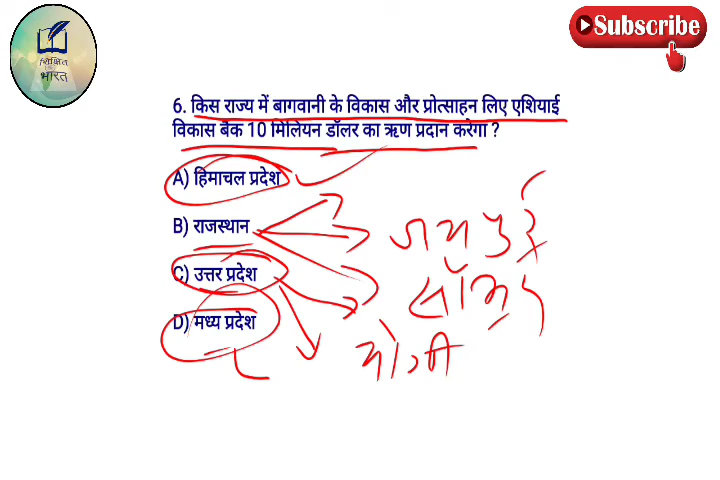 शिक्षित
भारत
Subscribe
6. किस राज्य में बागवानी के विकास और प्रोत्साहन लिए एशियाई
विकास बैंक 10 मिलियन डॉलर का ऋण प्रदान करेगा ?
A) हिमाचल प्रदेश
B) राजस्थान
C) उत्तर प्रदेश
D) मध्य प्रदेश